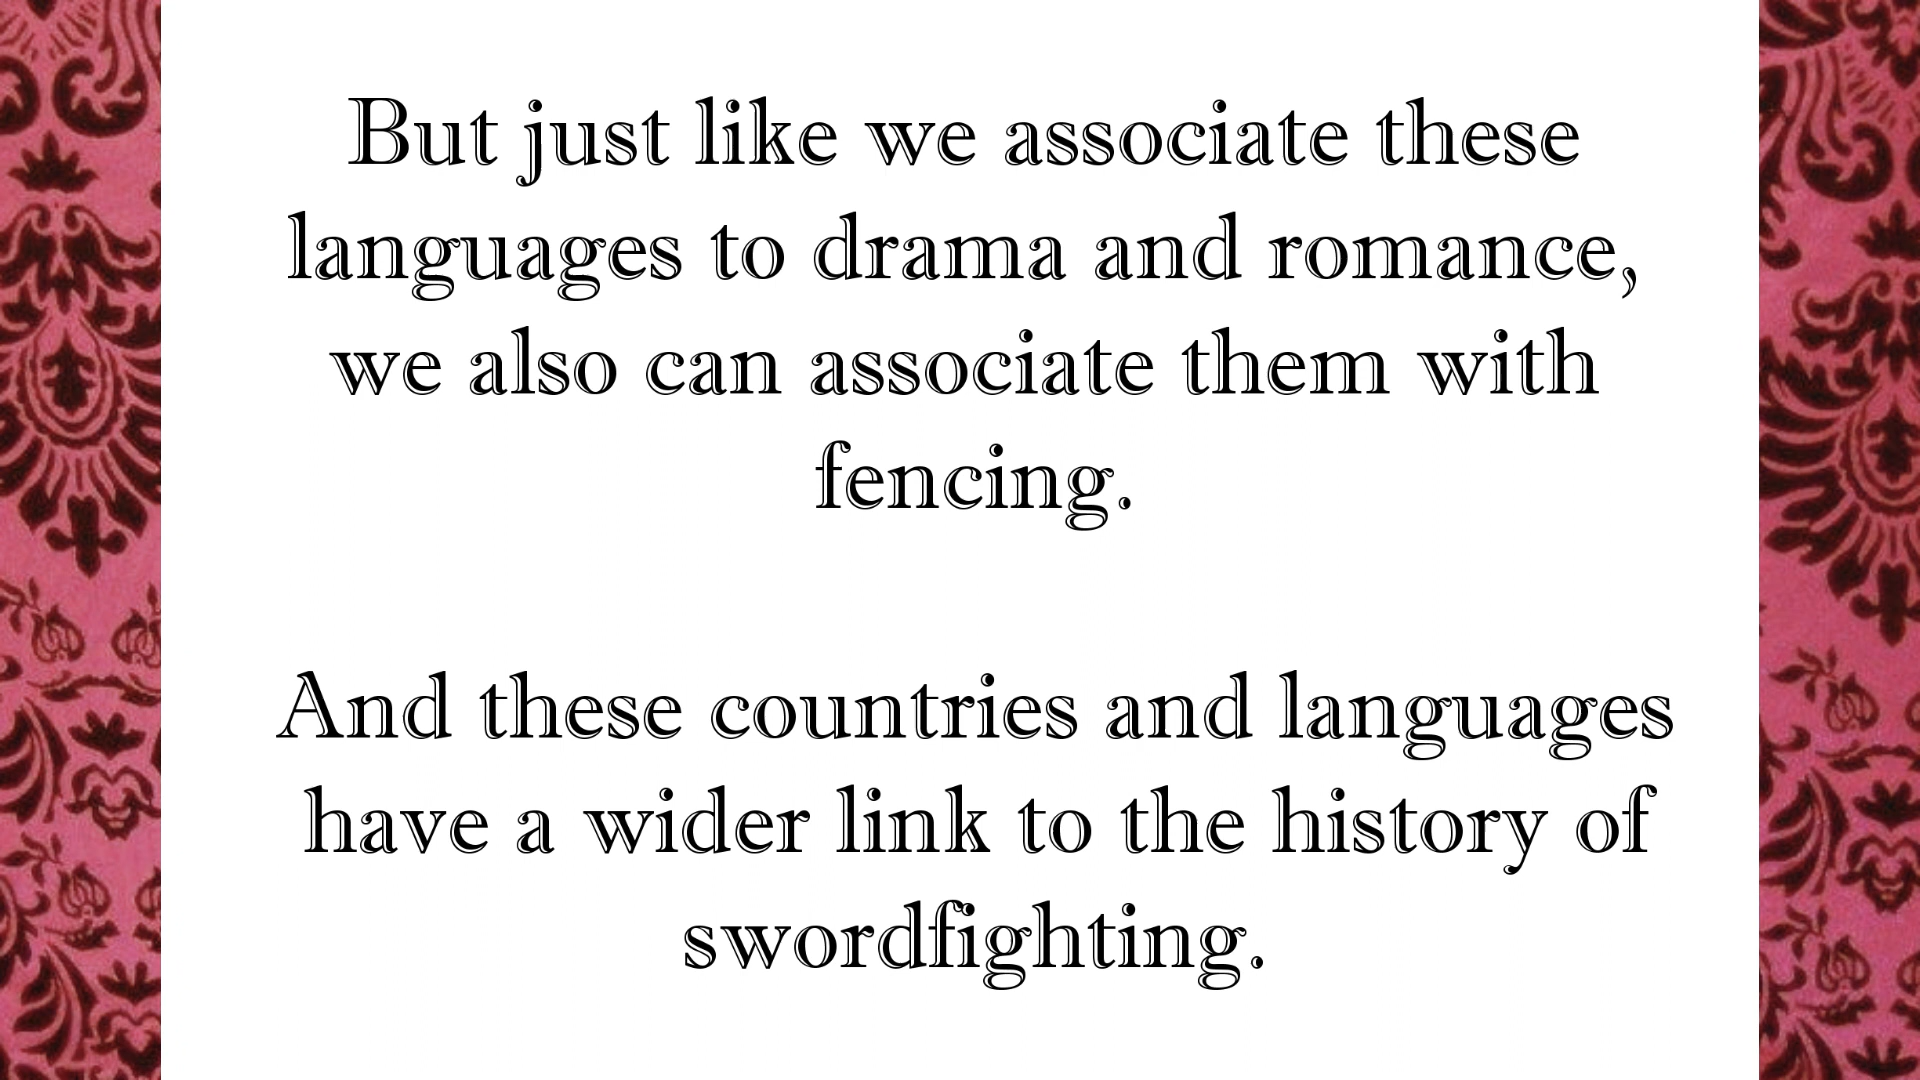 But just like we associate these
languages to drama and romance,
we also can associate them with
fencing.
And these countries and languages
have a wider link to the history of
swordfighting.